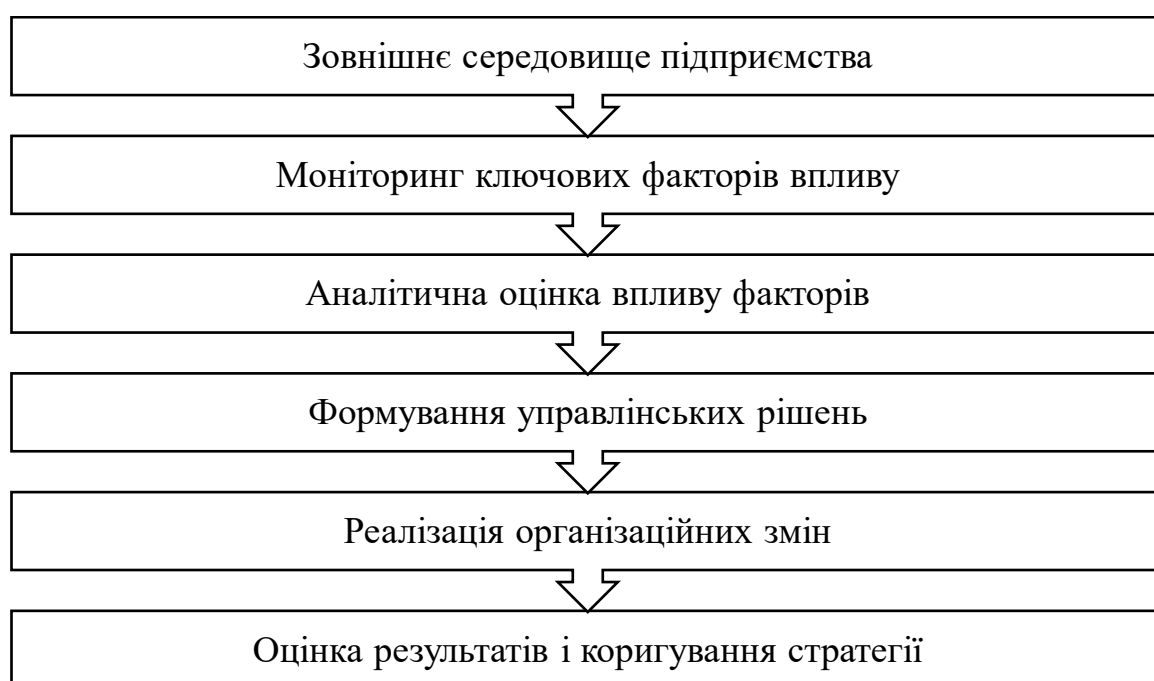 Зовнішнє середовище підприємства
Моніторинг ключових факторів впливу
Аналітична оцінка впливу факторів
Формування управлінських рішень
Реалізація організаційних змін
Оцінка результатів і коригування стратегії